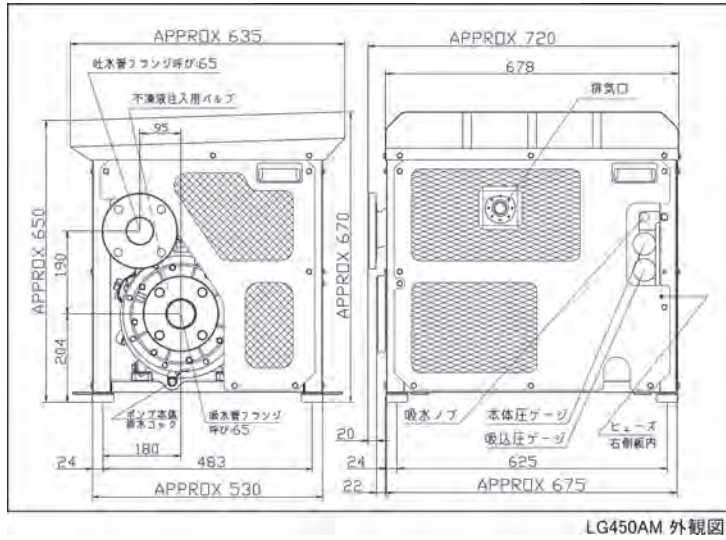 APPROX 635
吐水管フランジ呼び65
不凍液注入用バルブ
95
APPROX 650
190
204
APPROX 670
ポンプ本体
排水コック
吸水管フランジ
呼び65
180
24
483
APPROX 530
APPROX 720
678
排気口
吸水ノブ
本体圧ゲージ
吸込圧ゲージ
ヒューズ
右側板内
20
24
22
625
APPROX 675
LG450AM 外観図